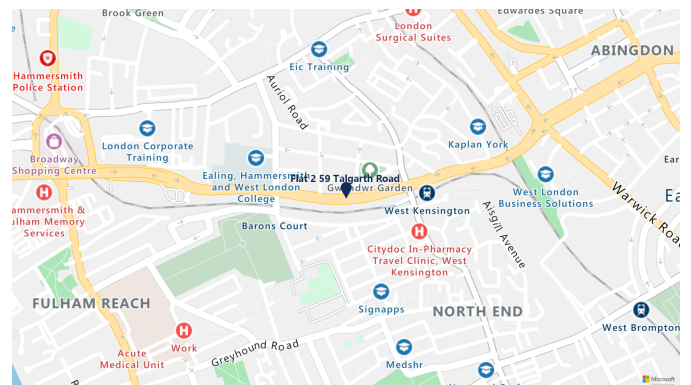 Brook Green
Edwardes Square
London
Surgical Suites
ABINGDON
Eic Training
Hammersmith
Police Station
Auriol Road
London Corporate
Training
Kaplan York
Broadway
Shopping Centre
Flat 2 59 Talgarth Road
Ealing, Hammersmith
and West London
College
Gwendwr Garden
West London
Business Solutions
Warwick Road
West Kensington
Hammersmith &
Fulham Memory
Services
Barons Court
Aisgill Avenue
Citydoc In-Pharmacy
Travel Clinic, West
Kensington
FULHAM REACH
Signapps
NORTH END
West Brompton
Acute
Medical Unit
Work
Greyhound Road
Medshr
Microsoft